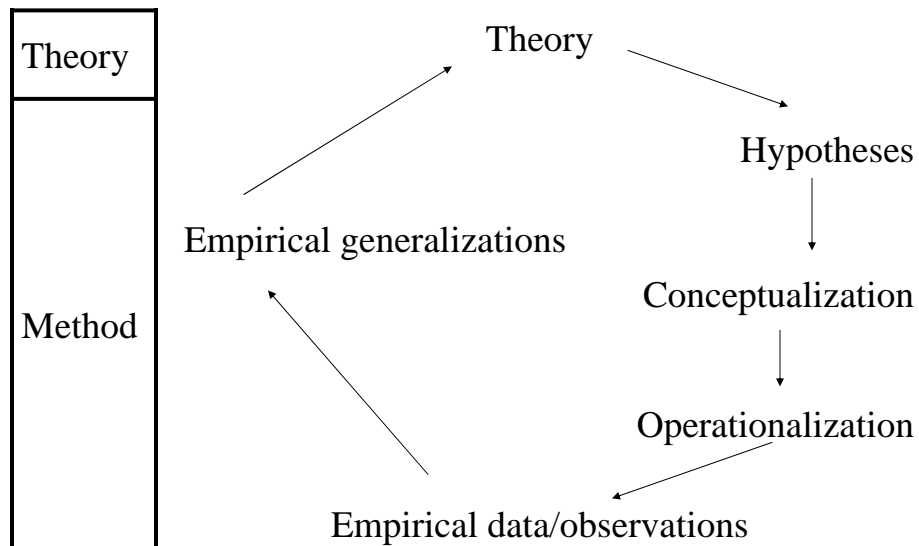 Theory
Method
Theory
Hypotheses
Empirical generalizations
Conceptualization
Operationalization
Empirical data/observations